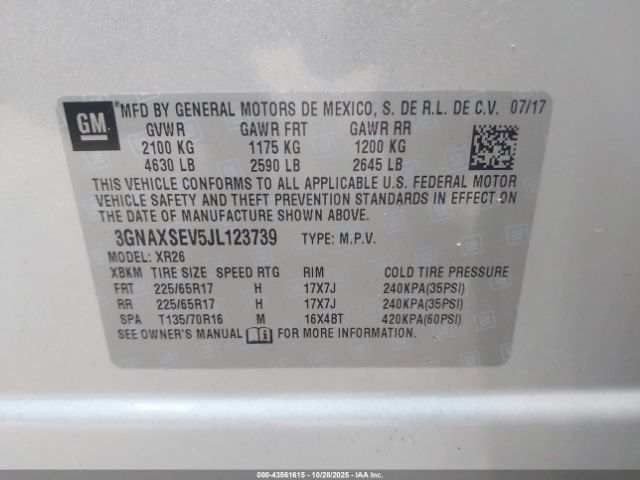 GM
*MFD BY GENERAL MOTORS DE MEXICO, S. DE R.L. DE C.V. 07/17
GVWR GAWR FRT GAWR RR
2100 KG 1175 KG 1200 KG
4630 LB 2590 LB 2645 LB
THIS VEHICLE CONFORMS TO ALL APPLICABLE U.S. FEDERAL MOTOR
VEHICLE SAFETY AND THEFT PREVENTION STANDARDS IN EFFECT ON
THE DATE OF MANUFACTURE SHOWN ABOVE.
3GNAXSEV5JL123739 TYPE: M.P.V.
MODEL: XR26
XBKM TIRE SIZE SPEED RTG RIM COLD TIRE PRESSURE
FRT 225/65R17 H 17X7J 240KPA(35PSI)
RR 225/65R17 H 17X7J 240KPA(35PSI)
SPA T135/70R16 M 16X4BT 420KPA(60PSI)
SEE OWNER'S MANUAL i FOR MORE INFORMATION.
000-43561615 | 10/28/2025 - IAAI.COM